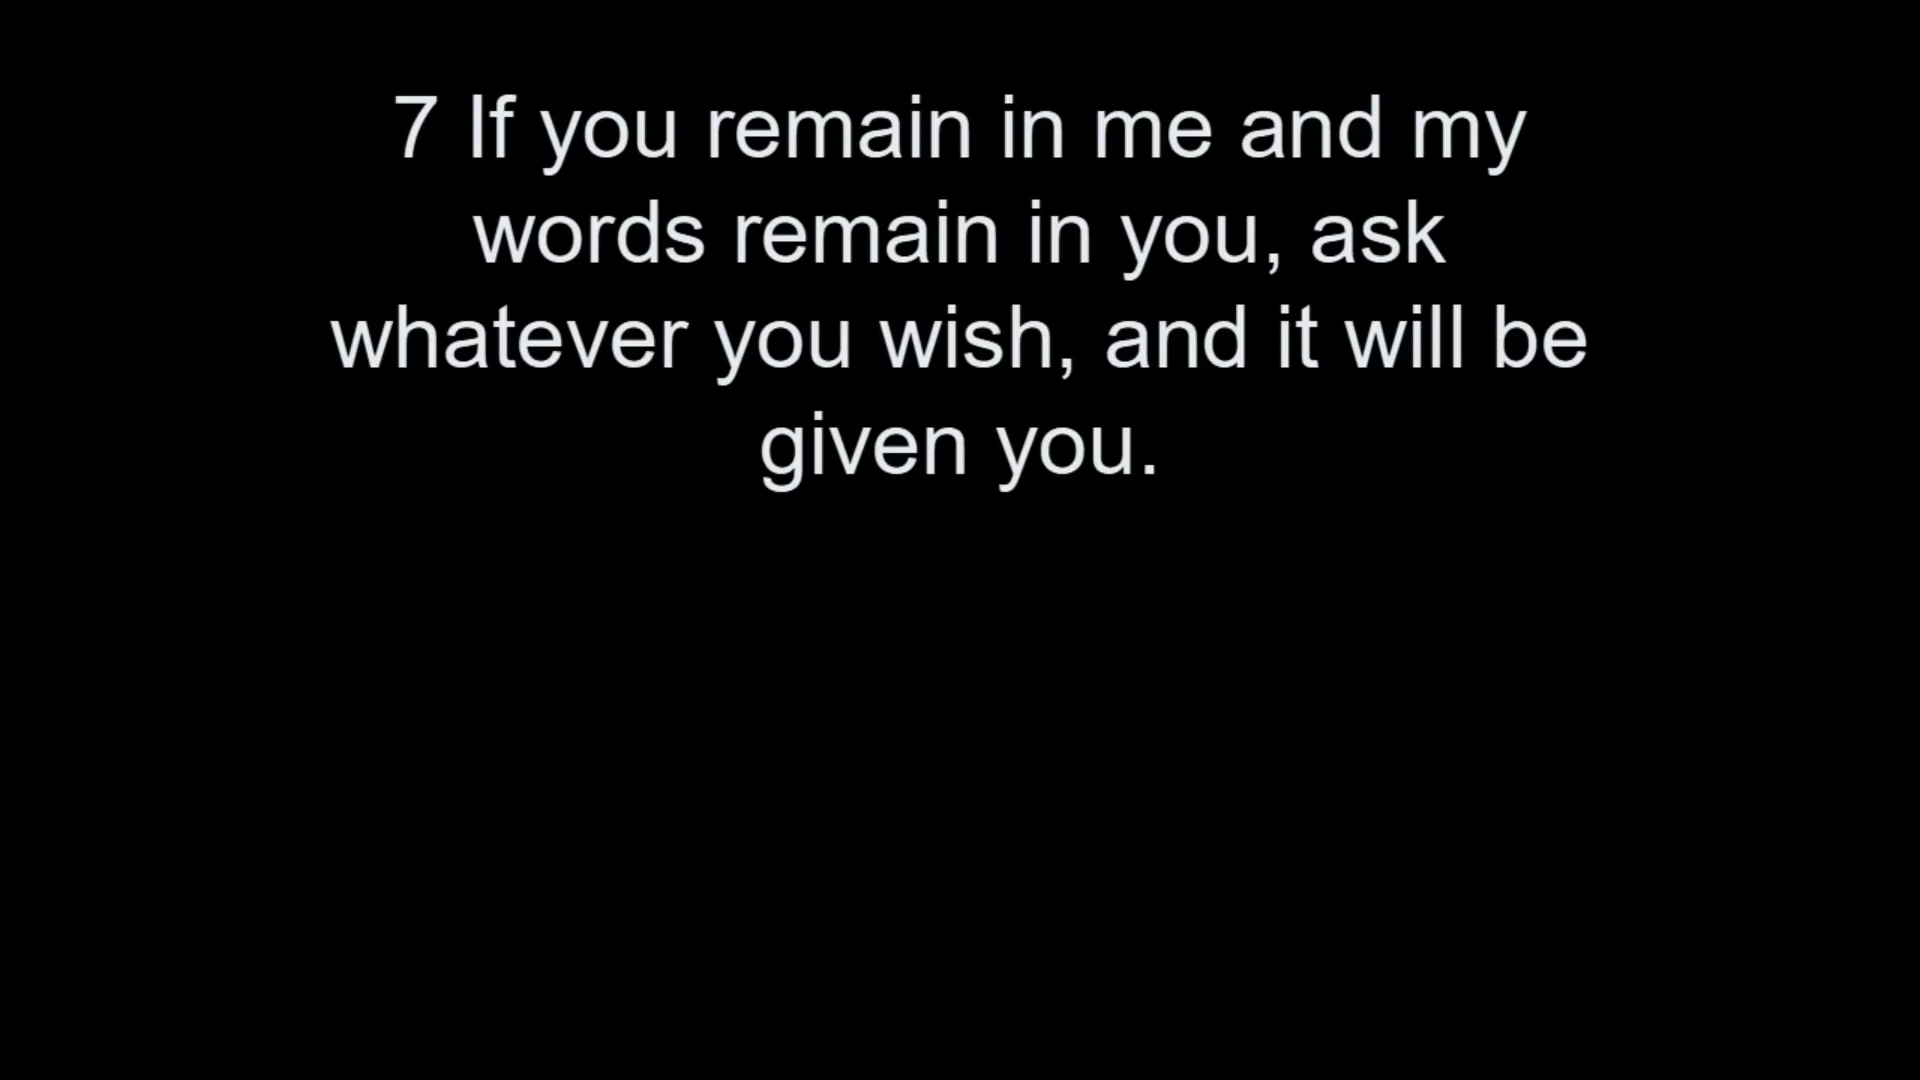 7 If you remain in me and my
words remain in you, ask
whatever you wish, and it will be
given you.